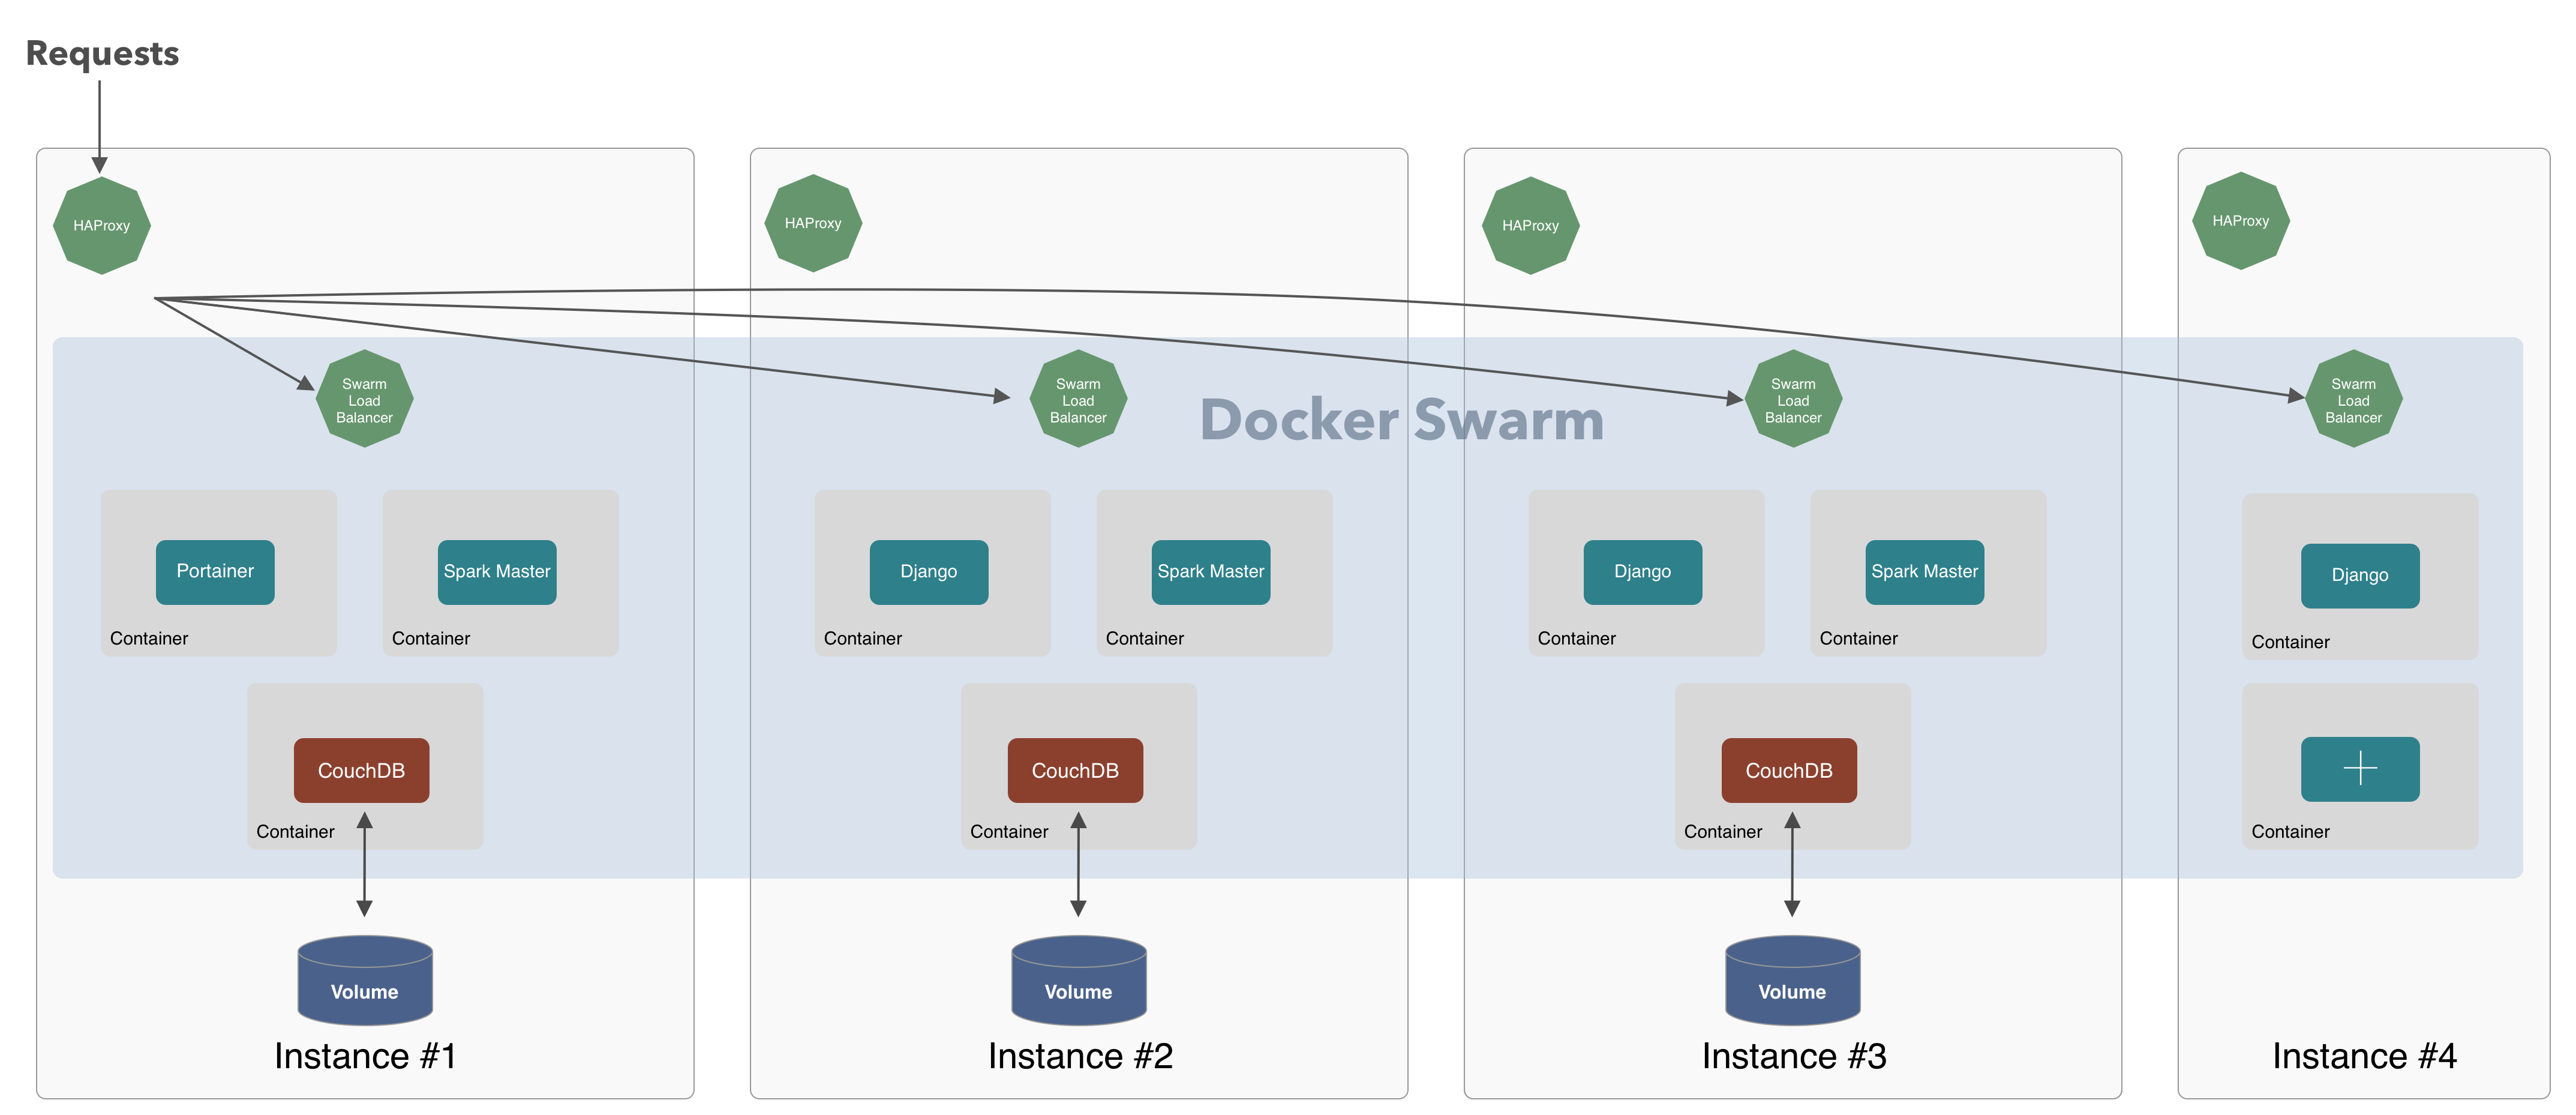 Requests
HAProxy
HAProxy
HAProxy
HAProxy
Swarm
Load
Balancer
Swarm
Load
Balancer
Docker Swarm
Swarm
Load
Balancer
Swarm
Load
Balancer
Portainer
Container
Spark Master
Container
Django
Container
Spark Master
Container
Django
Container
Spark Master
Container
Django
Container
CouchDB
Container
CouchDB
Container
CouchDB
Container
Container
Volume
Volume
Volume
Instance #1
Instance #2
Instance #3
Instance #4